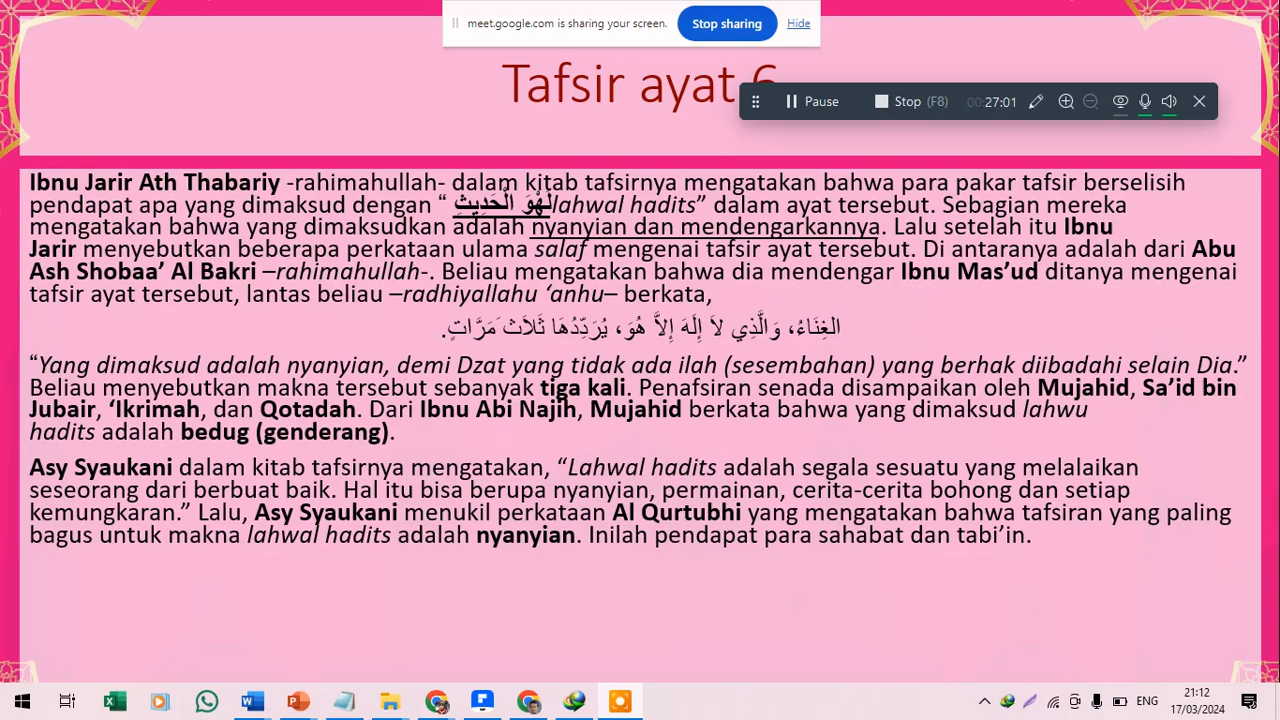 meet.google.com is sharing your screen.
Stop sharing
Hide
Tafsir ayat 6
Pause
Stop (F8)
00:27:01
Ibnu Jarir Ath Thabariy -rahimahullah- dalam kitab tafsirnya mengatakan bahwa para pakar tafsir berselisih
pendapat apa yang dimaksud dengan “ لَهْوَ الْحَدِيثِ lahwal hadits” dalam ayat tersebut. Sebagian mereka
mengatakan bahwa yang dimaksudkan adalah nyanyian dan mendengarkannya. Lalu setelah itu Ibnu
Jarir menyebutkan beberapa perkataan ulama salaf mengenai tafsir ayat tersebut. Di antaranya adalah dari Abu
Ash Shobaa’ Al Bakri –rahimahullah-. Beliau mengatakan bahwa dia mendengar Ibnu Mas’ud ditanya mengenai
tafsir ayat tersebut, lantas beliau –radhiyallahu ‘anhu– berkata,
الغِنَاءُ، وَالَّذِي لاَ إِلَهَ إِلاَّ هُوَ، يُرَدِّدُهَا ثَلاَثَ مَرَّاتٍ.
“Yang dimaksud adalah nyanyian, demi Dzat yang tidak ada ilah (sesembahan) yang berhak diibadahi selain Dia.”
Beliau menyebutkan makna tersebut sebanyak tiga kali. Penafsiran senada disampaikan oleh Mujahid, Sa’id bin
Jubair, ‘Ikrimah, dan Qotadah. Dari Ibnu Abi Najih, Mujahid berkata bahwa yang dimaksud lahwu
hadits adalah bedug (genderang).
Asy Syaukani dalam kitab tafsirnya mengatakan, “Lahwal hadits adalah segala sesuatu yang melalaikan
seseorang dari berbuat baik. Hal itu bisa berupa nyanyian, permainan, cerita-cerita bohong dan setiap
kemungkaran.” Lalu, Asy Syaukani menukil perkataan Al Qurtubhi yang mengatakan bahwa tafsiran yang paling
bagus untuk makna lahwal hadits adalah nyanyian. Inilah pendapat para sahabat dan tabi’in.
ENG
21:12
17/03/2024